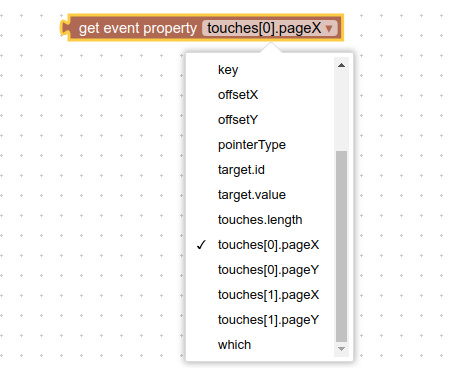 get event property touches[0].pageX ▾
key
offsetX
offsetY
pointerType
target.id
target.value
touches.length
✓ touches[0].pageX
touches[0].pageY
touches[1].pageX
touches[1].pageY
which